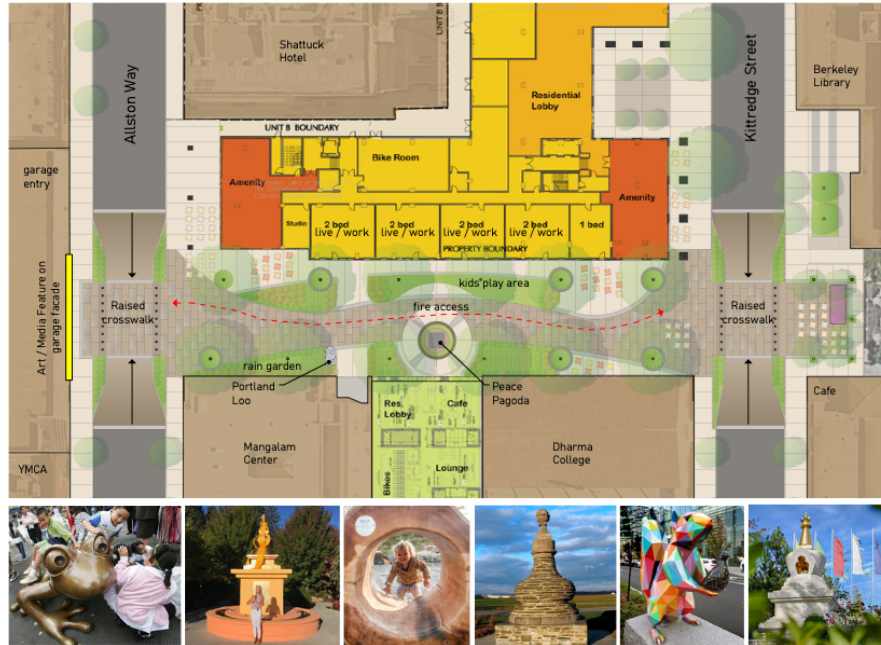 Shattuck
Hotel
Allston Way
Kittredge Street
Berkeley
Library
Residential
Lobby
UNIT B BOUNDARY
UNIT B
Bike Room
garage
entry
Amenity
Amenity
Studio
2 bed
live / work
2 bed
live / work
2 bed
live / work
2 bed
live / work
1 bed
PROPERTY BOUNDARY
Art / Media Feature on
garage facade
kids' play area
Raised
crosswalk
fire access
Raised
crosswalk
rain garden
Portland
Loo
Peace
Pagoda
Res.
Lobby
Cafe
Cafe
Mangalam
Center
Dharma
College
Lounge
Bikes
YMCA